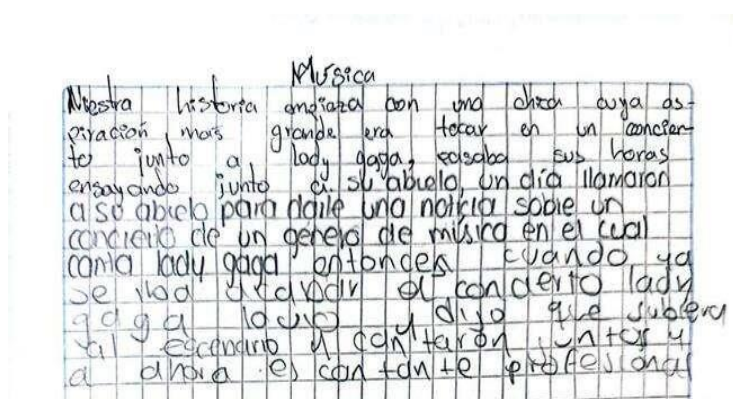 Música
Nuestra historia empieza con una chica cuya as-
piración mas grande era tocar en un concier-
to junto a lady gaga, pasaba sus horas
ensayando junto a su abuelo, un día llamaron
a su abuelo para darle una noticia sobre un
concierto de un genero de música en el cual
canta lady gaga entonces cuando ya
se iba a acabar el concierto lady
gaga la vio y dijo que subiera
al escenario y cantaron juntas y
a ahora es cantante profesional